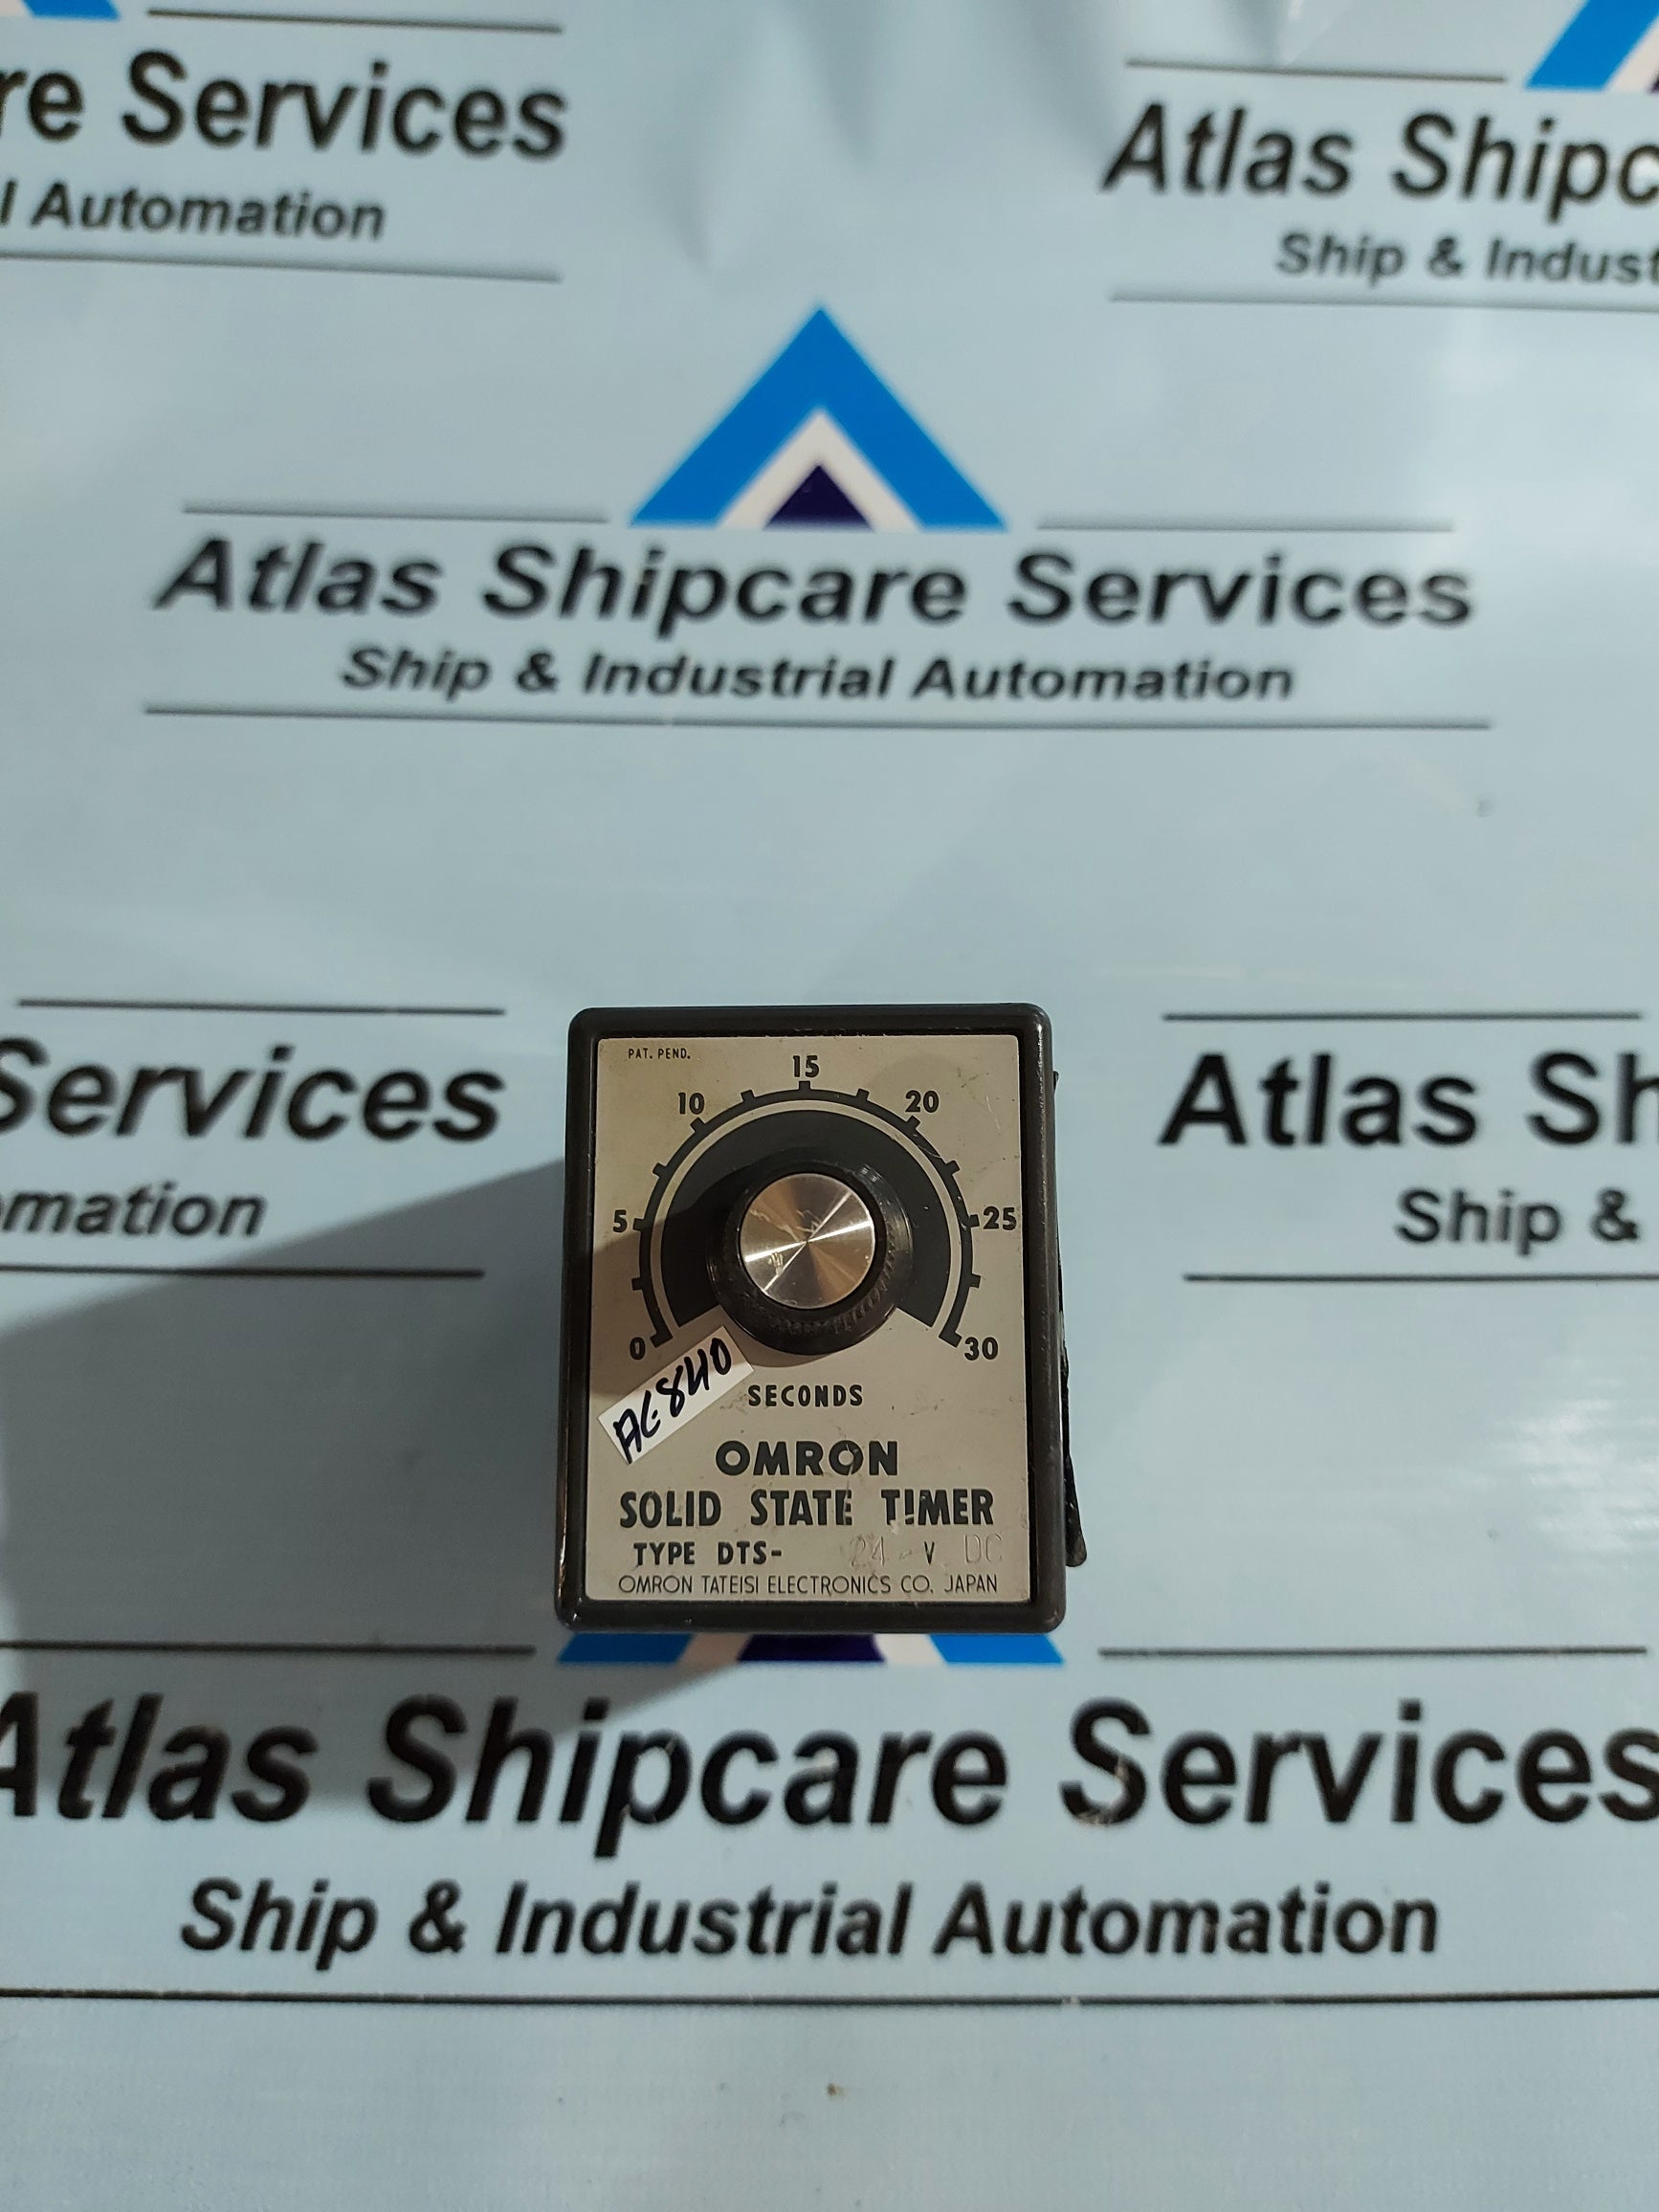 re Services
l Automation
Atlas Shipc
Ship & Indust
Atlas Shipcare Services
Ship & Industrial Automation
Services
omation
Atlas Sh
Ship &
PAT. PEND.
0 5 10 15 20 25 30
SECONDS
OMRON
SOLID STATE TIMER
TYPE DTS- 24 - V DC
OMRON TATEISI ELECTRONICS CO. JAPAN
Atlas Shipcare Services
Ship & Industrial Automation